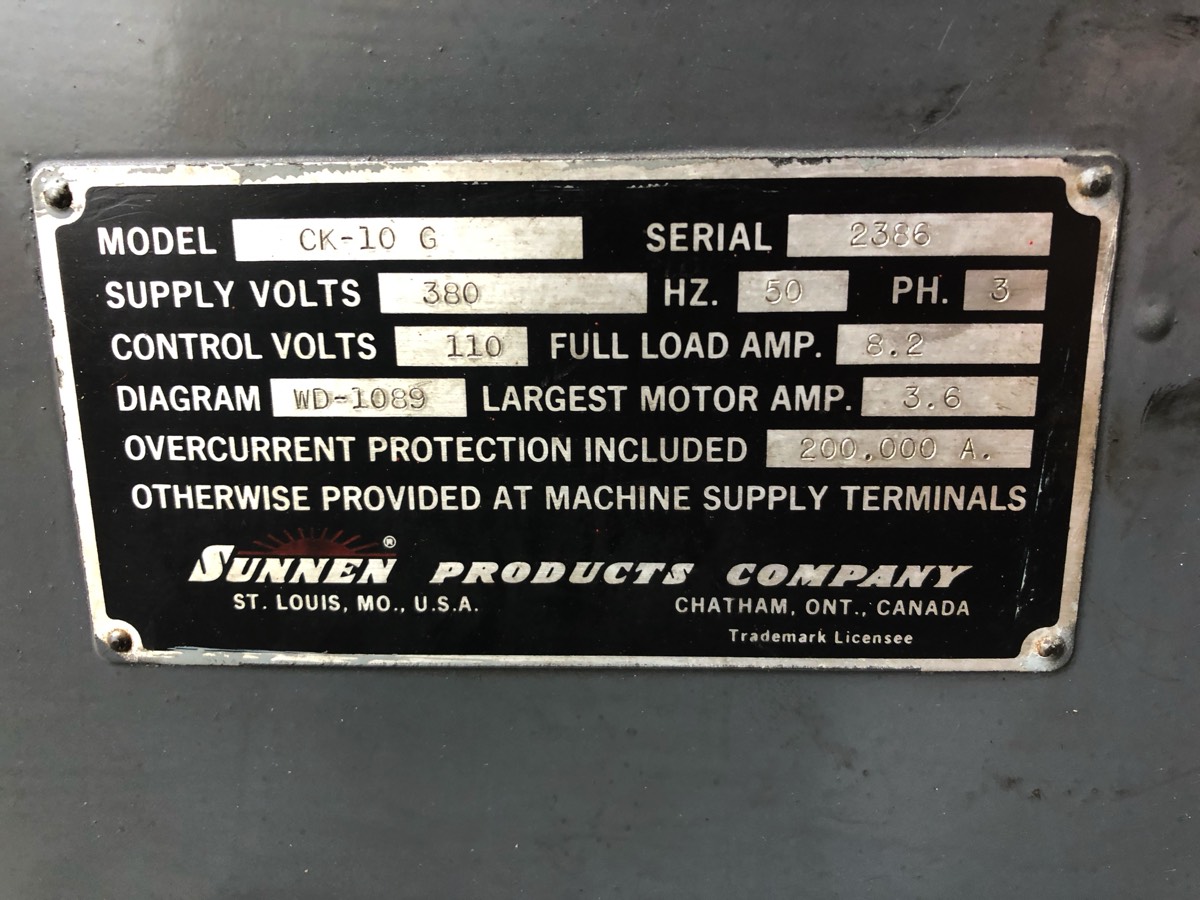 MODEL CK-10 G SERIAL 2386
SUPPLY VOLTS 380 HZ. 50 PH. 3
CONTROL VOLTS 110 FULL LOAD AMP. 8.2
DIAGRAM WD-1089 LARGEST MOTOR AMP. 3.6
OVERCURRENT PROTECTION INCLUDED 200,000 A.
OTHERWISE PROVIDED AT MACHINE SUPPLY TERMINALS
SUNNEN® PRODUCTS COMPANY
ST. LOUIS, MO., U.S.A. CHATHAM, ONT., CANADA
Trademark Licensee